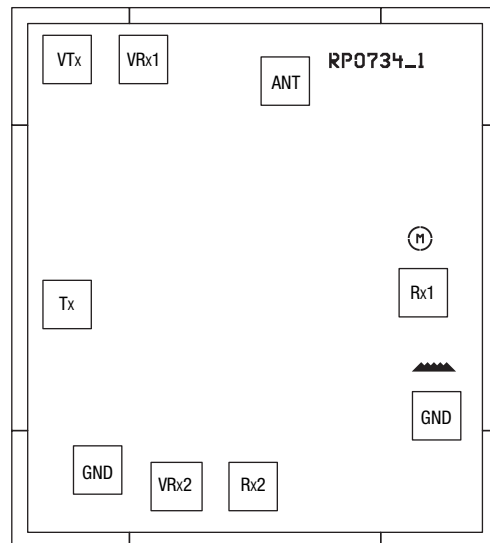 VTx
VRx1
ANT
RP0734_1
M
Tx
Rx1
GND
GND
VRx2
Rx2